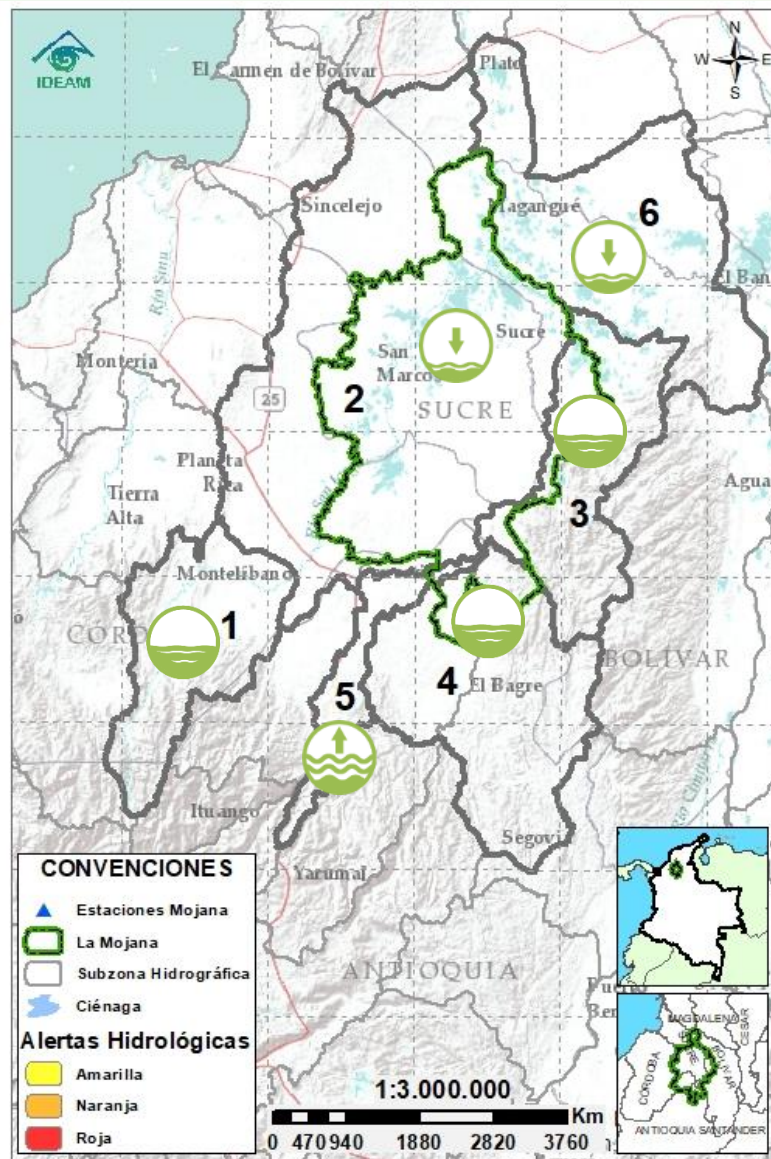 IDEAM
El Carmen de Bolívar
Plato
N
W E
S
Sincelejo
Magangué
6
Río Sinú
El Ban
Montería
San
Marcos
Sucre
2
SUCRE
25
Planeta
Rica
Tierra
Alta
Agua
3
Montelíbano
1
CÓRD
BOLÍVAR
4
El Bagre
5
Ituango
Segovi
Yarumal
ANTIOQUIA
CONVENCIONES
Estaciones Mojana
La Mojana
Subzona Hidrográfica
Ciénaga
Alertas Hidrológicas
Amarilla
Naranja
Roja
1:3.000.000
Km
0 470 940 1880 2820 3760
MAGDALENA
CESAR
CÓRDOBA
BOLIVAR
ANTIOQUIA SANTANDER